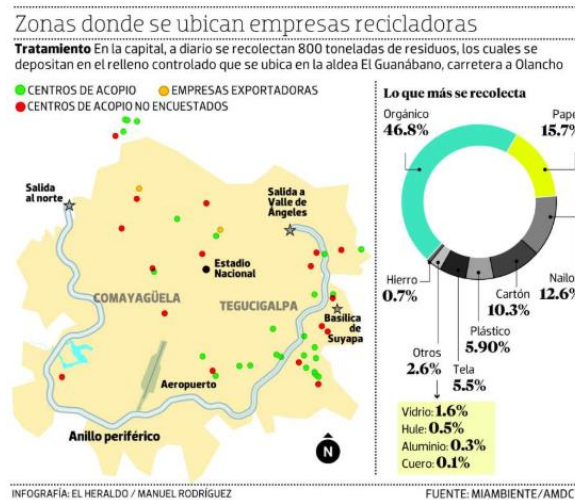 Zonas donde se ubican empresas recicladoras
Tratamiento En la capital, a diario se recolectan 800 toneladas de residuos, los cuales se
depositan en el relleno controlado que se ubica en la aldea El Guanábano, carretera a Olancho
CENTROS DE ACOPIO EMPRESAS EXPORTADORAS
CENTROS DE ACOPIO NO ENCUESTADOS
Salida
al norte
Salida a
Valle de
Ángeles
Estadio
Nacional
COMAYAGÜELA
TEGUCIGALPA
Basílica
de
Suyapa
Aeropuerto
Anillo periférico
N
Lo que más se recolecta
Orgánico
46.8%
Pape
15.7%
Nailo
12.6%
Cartón
10.3%
Plástico
5.90%
Tela
5.5%
Otros
2.6%
Hierro
0.7%
Vidrio: 1.6%
Hule: 0.5%
Aluminio: 0.3%
Cuero: 0.1%
INFOGRAFÍA: EL HERALDO / MANUEL RODRÍGUEZ
FUENTE: MIAMBIENTE/AMDC